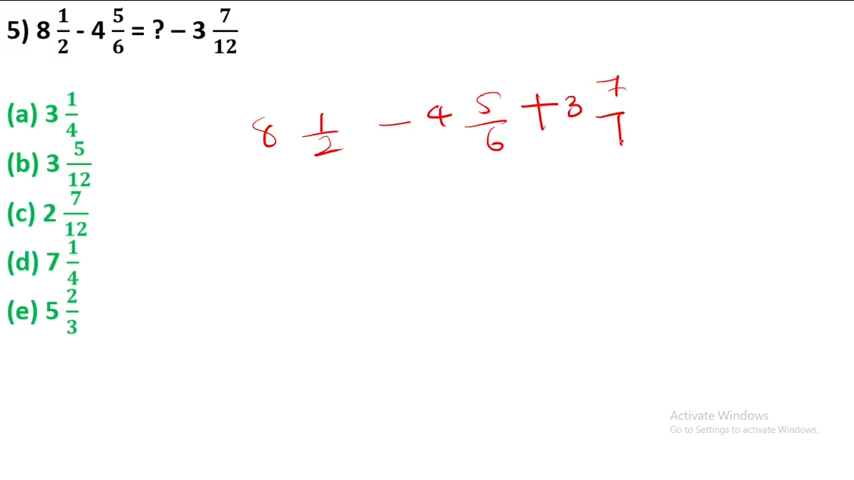 5) 8 1/2 - 4 5/6 = ? – 3 7/12
8 1/2 - 4 5/6 + 3 7/1
(a) 3 1/4
(b) 3 5/12
(c) 2 7/12
(d) 7 1/4
(e) 5 2/3
Activate Windows
Go to Settings to activate Windows.